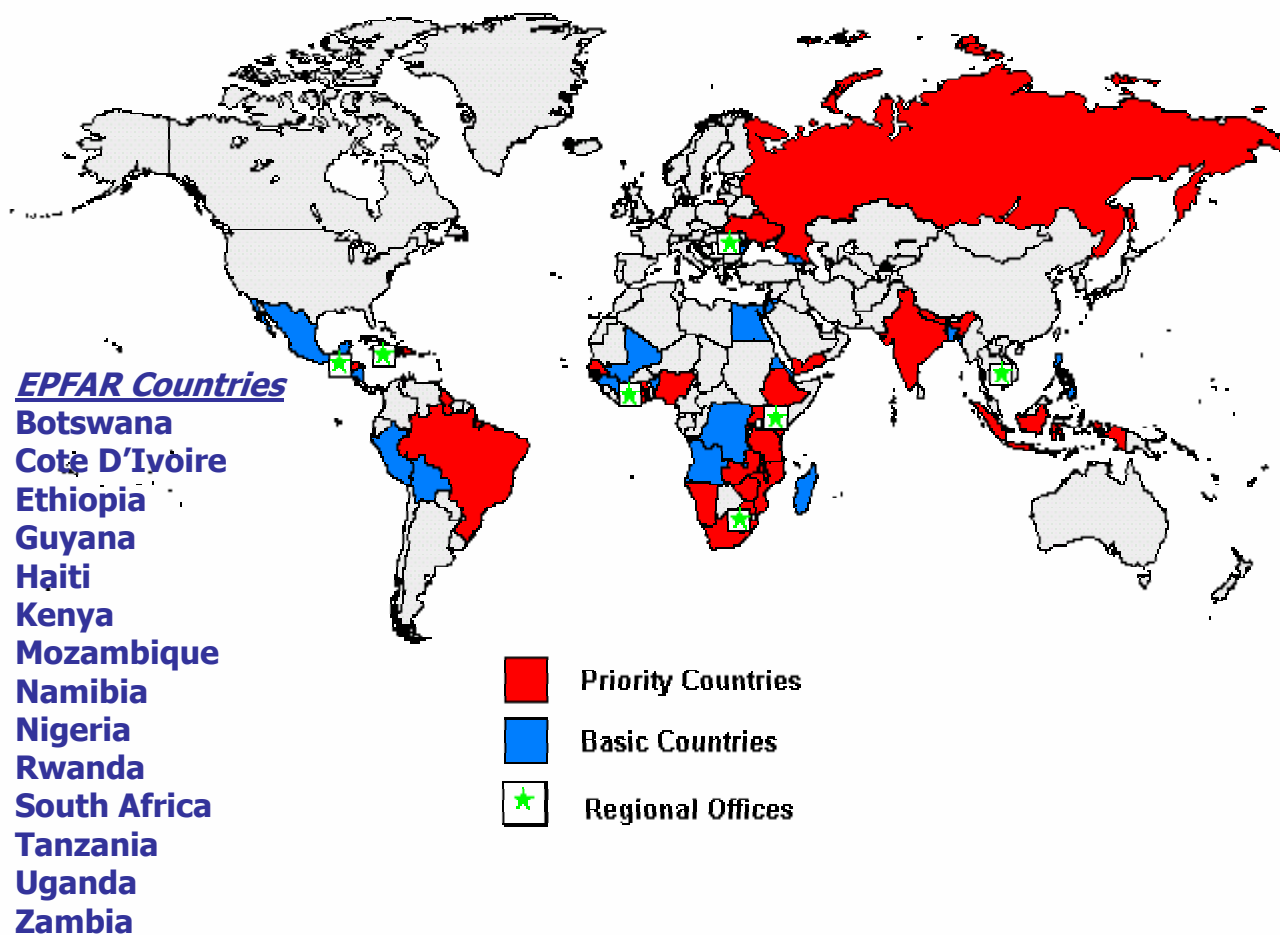 EPFAR Countries
Botswana
Cote D’Ivoire
Ethiopia
Guyana
Haiti
Kenya
Mozambique
Namibia
Nigeria
Rwanda
South Africa
Tanzania
Uganda
Zambia
Priority Countries
Basic Countries
Regional Offices